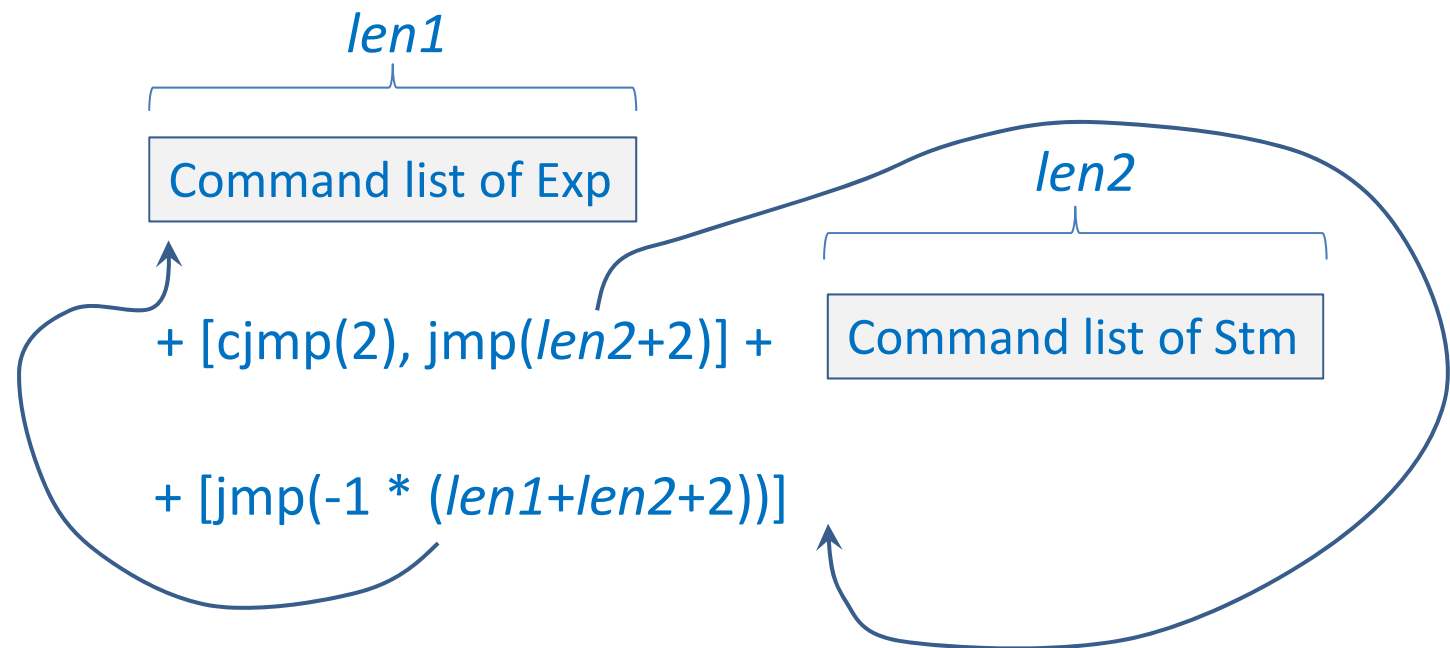 len1
Command list of Exp
len2
+ [cjmp(2), jmp(len2+2)] + Command list of Stm
+ [jmp(-1 * (len1+len2+2))]